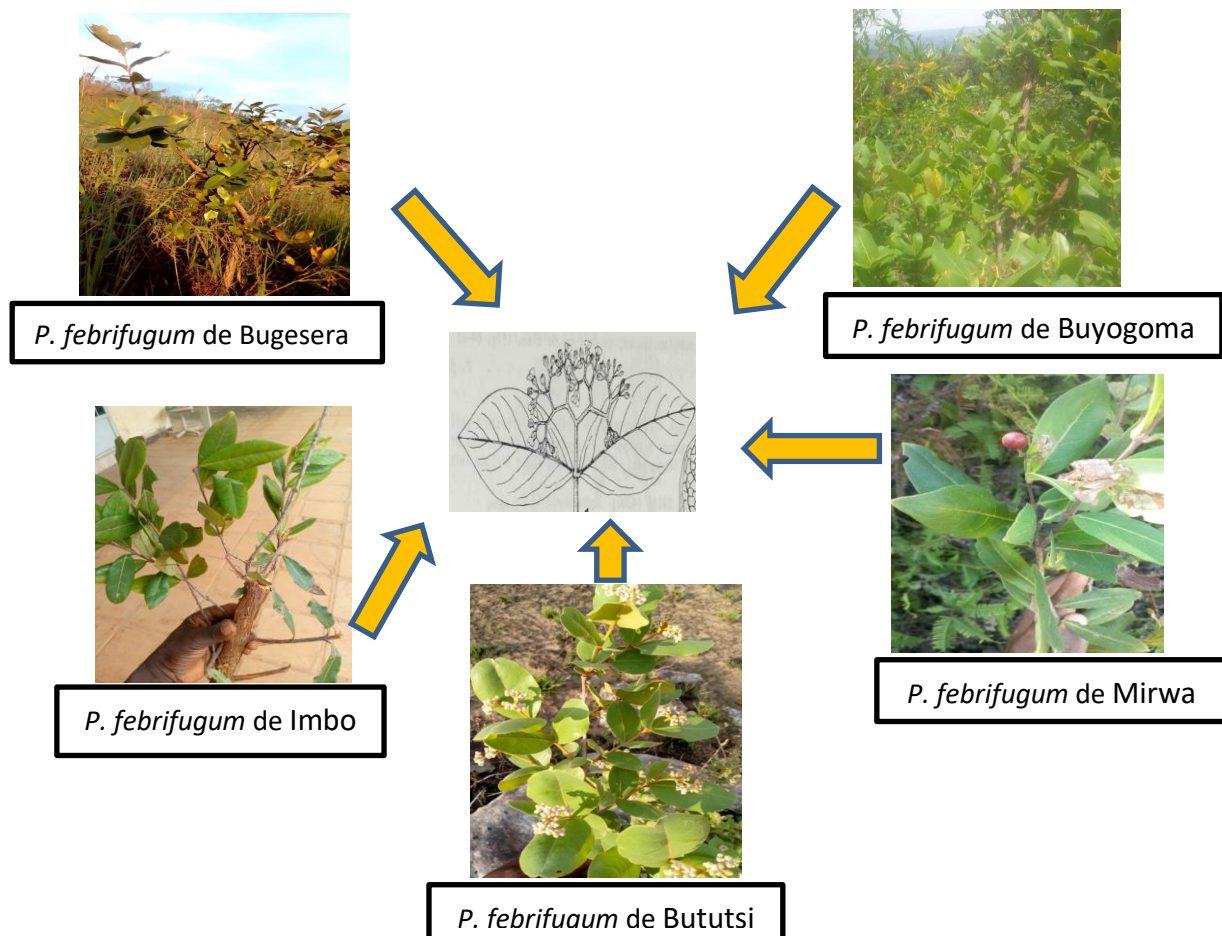 P. febrifugum de Bugesera
P. febrifugum de Buyogoma
P. febrifugum de Imbo
P. febrifugum de Mirwa
P. febrifugum de Bututsi